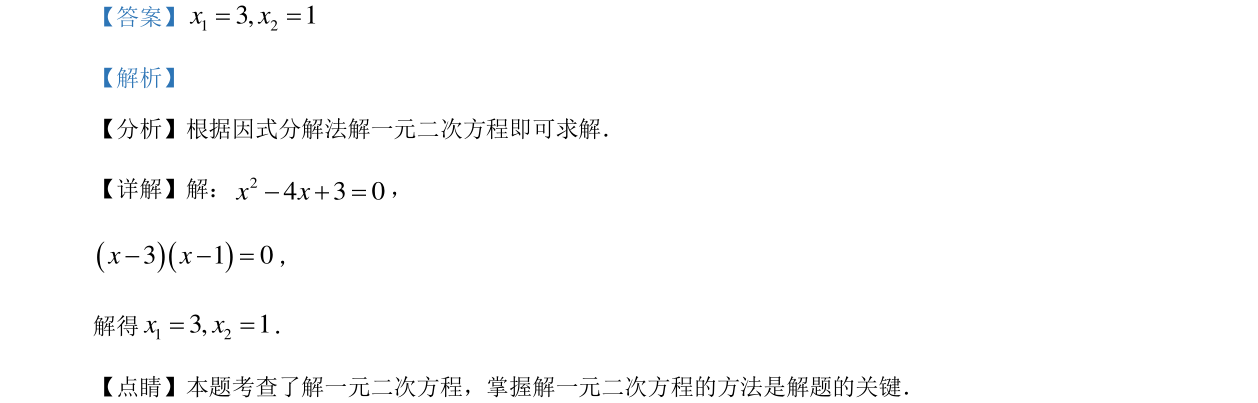 【答案】x₁ = 3, x₂ = 1
【解析】
【分析】根据因式分解法解一元二次方程即可求解．
【详解】解：x² − 4x + 3 = 0，
(x − 3)(x − 1) = 0，
解得 x₁ = 3, x₂ = 1．
【点睛】本题考查了解一元二次方程，掌握解一元二次方程的方法是解题的关键．